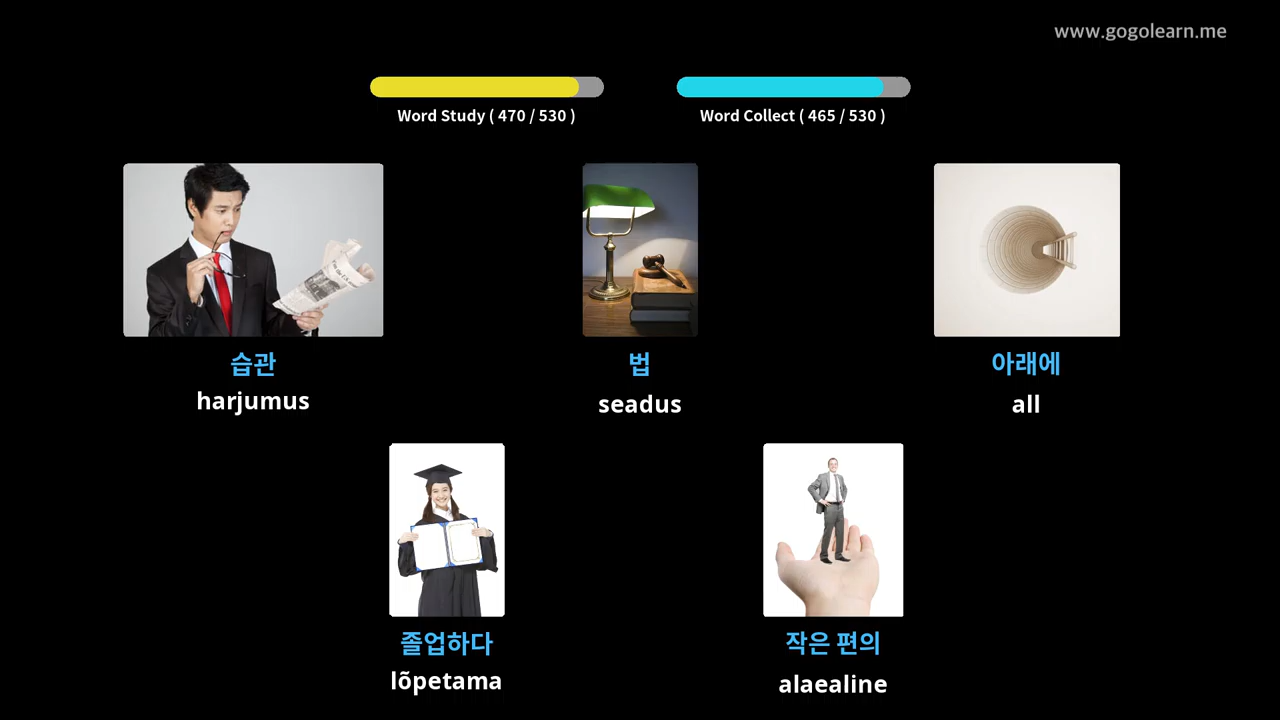 www.gogolearn.me
Word Study ( 470 / 530 )
Word Collect ( 465 / 530 )
습관
harjumus
법
seadus
아래에
all
졸업하다
lõpetama
작은 편의
alaealine